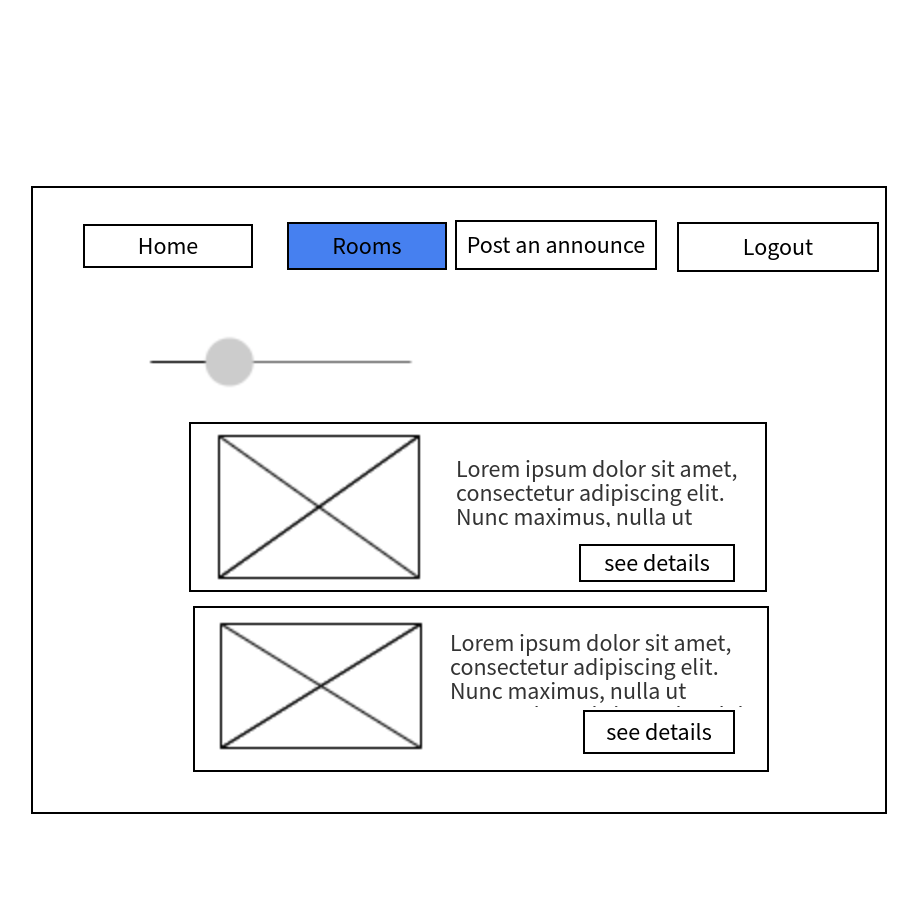 Home
Rooms
Post an announce
Logout
Lorem ipsum dolor sit amet,
consectetur adipiscing elit.
Nunc maximus, nulla ut
see details
Lorem ipsum dolor sit amet,
consectetur adipiscing elit.
Nunc maximus, nulla ut
see details